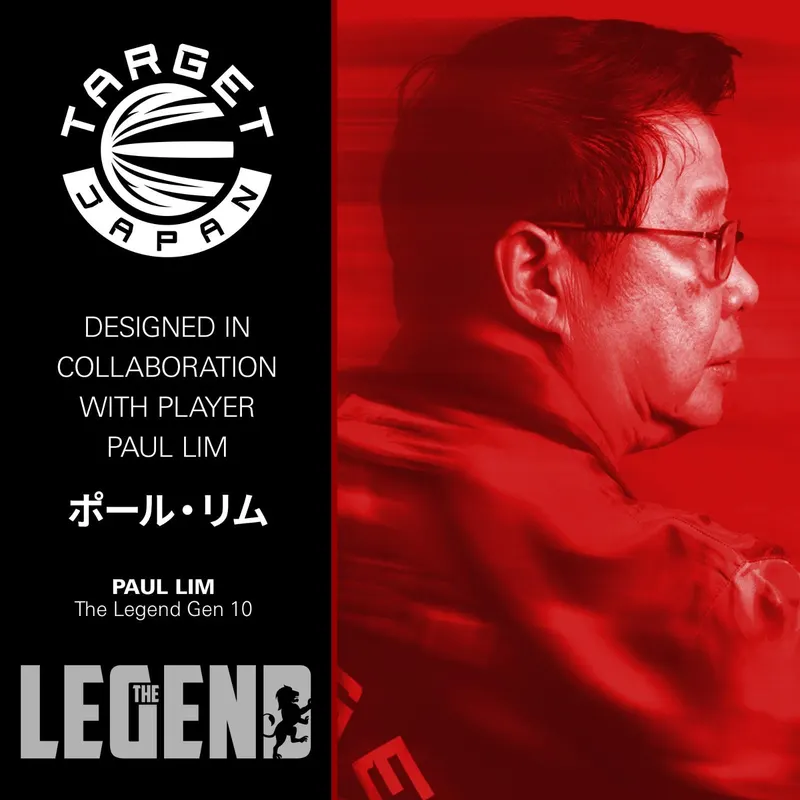 TARGET
JAPAN
DESIGNED IN
COLLABORATION
WITH PLAYER
PAUL LIM
ポール・リム
PAUL LIM
The Legend Gen 10
THE LEGEND